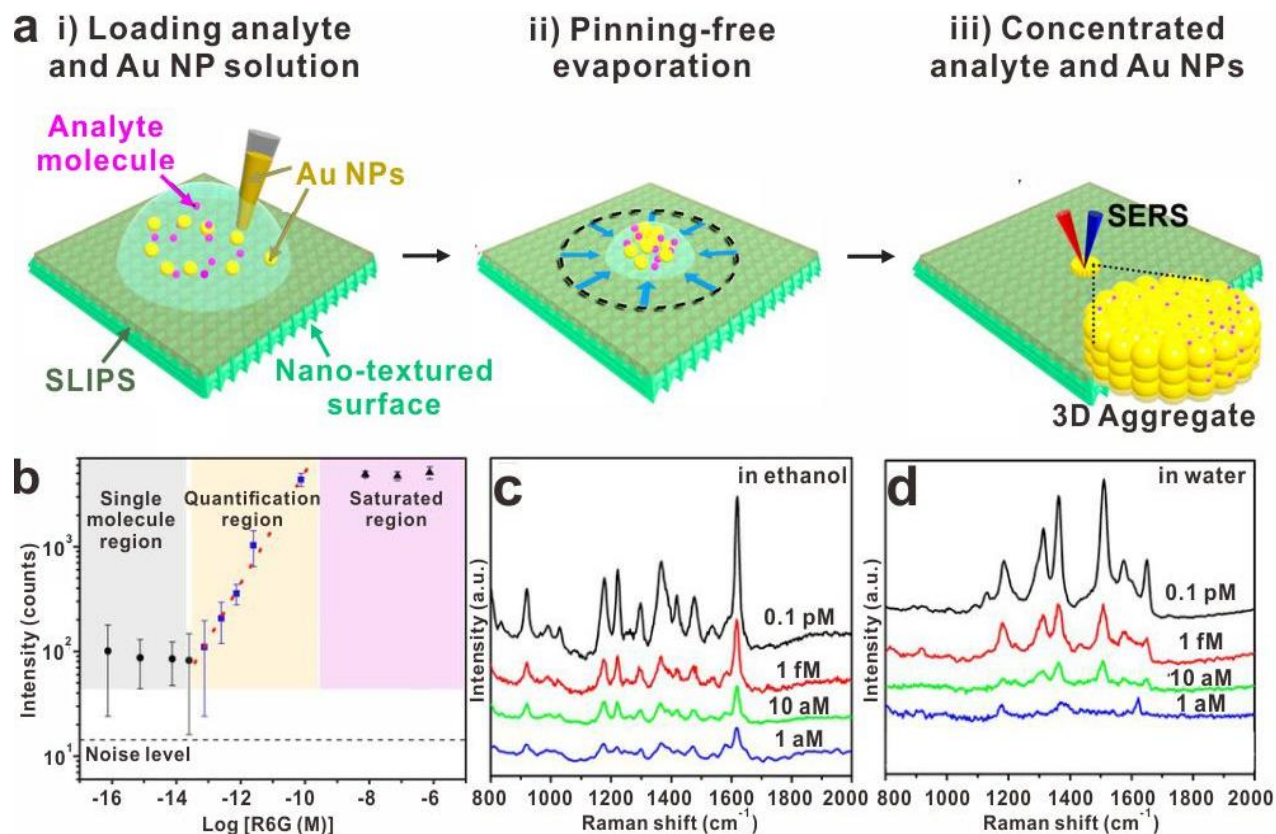 a
i) Loading analyte
and Au NP solution
ii) Pinning-free
evaporation
iii) Concentrated
analyte and Au NPs
Analyte
molecule
Au NPs
SLIPS
Nano-textured
surface
SERS
3D Aggregate
b
Single
molecule
region
Quantification
region
Saturated
region
Noise level
10³
10²
10¹
Intensity (counts)
-16 -14 -12 -10 -8 -6
Log [R6G (M)]
c
in ethanol
0.1 pM
1 fM
10 aM
1 aM
Intensity (a.u.)
800 1000 1200 1400 1600 1800 2000
Raman shift (cm⁻¹)
d
in water
0.1 pM
1 fM
10 aM
1 aM
Intensity (a.u.)
800 1000 1200 1400 1600 1800 2000
Raman shift (cm⁻¹)